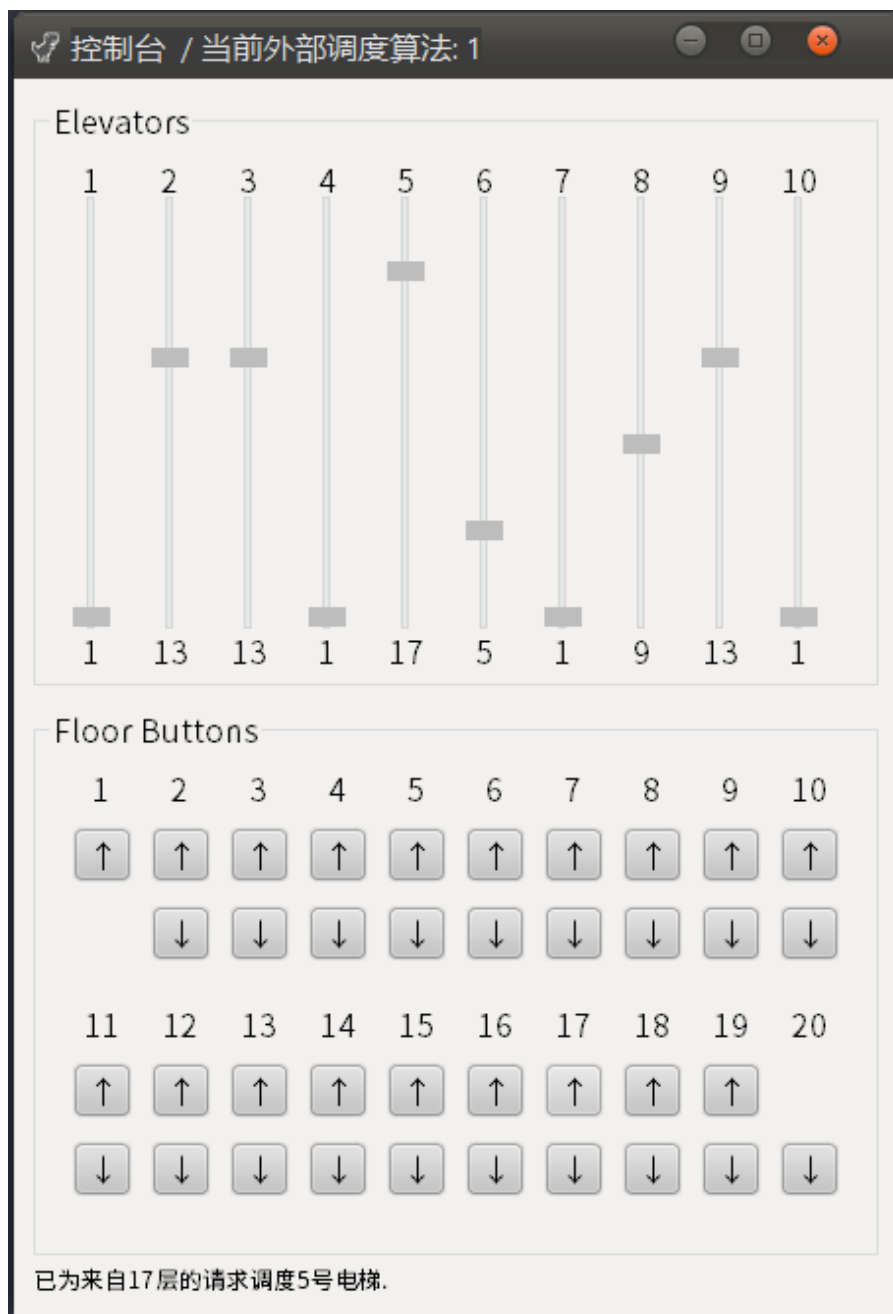 控制台 / 当前外部调度算法: 1
Elevators
1 2 3 4 5 6 7 8 9 10
1 13 13 1 17 5 1 9 13 1
Floor Buttons
1 2 3 4 5 6 7 8 9 10
↑ ↑ ↑ ↑ ↑ ↑ ↑ ↑ ↑ ↑
↓ ↓ ↓ ↓ ↓ ↓ ↓ ↓ ↓
11 12 13 14 15 16 17 18 19 20
↑ ↑ ↑ ↑ ↑ ↑ ↑ ↑ ↑
↓ ↓ ↓ ↓ ↓ ↓ ↓ ↓ ↓ ↓
已为来自17层的请求调度5号电梯.